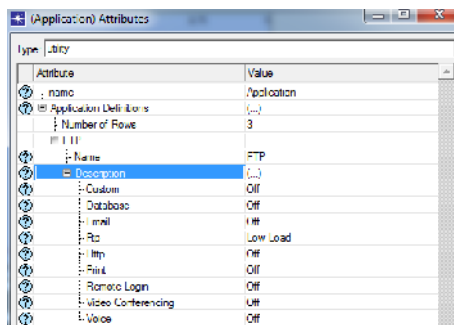 (Application) Attributes
Type: utility
Attribute Value
name Application
Application Definitions (...)
Number of Rows 3
FTP
Name FTP
Description (...)
Custom Off
Database Off
Email Off
Ftp Low Load
Http Off
Print Off
Remote Login Off
Video Conferencing Off
Voice Off